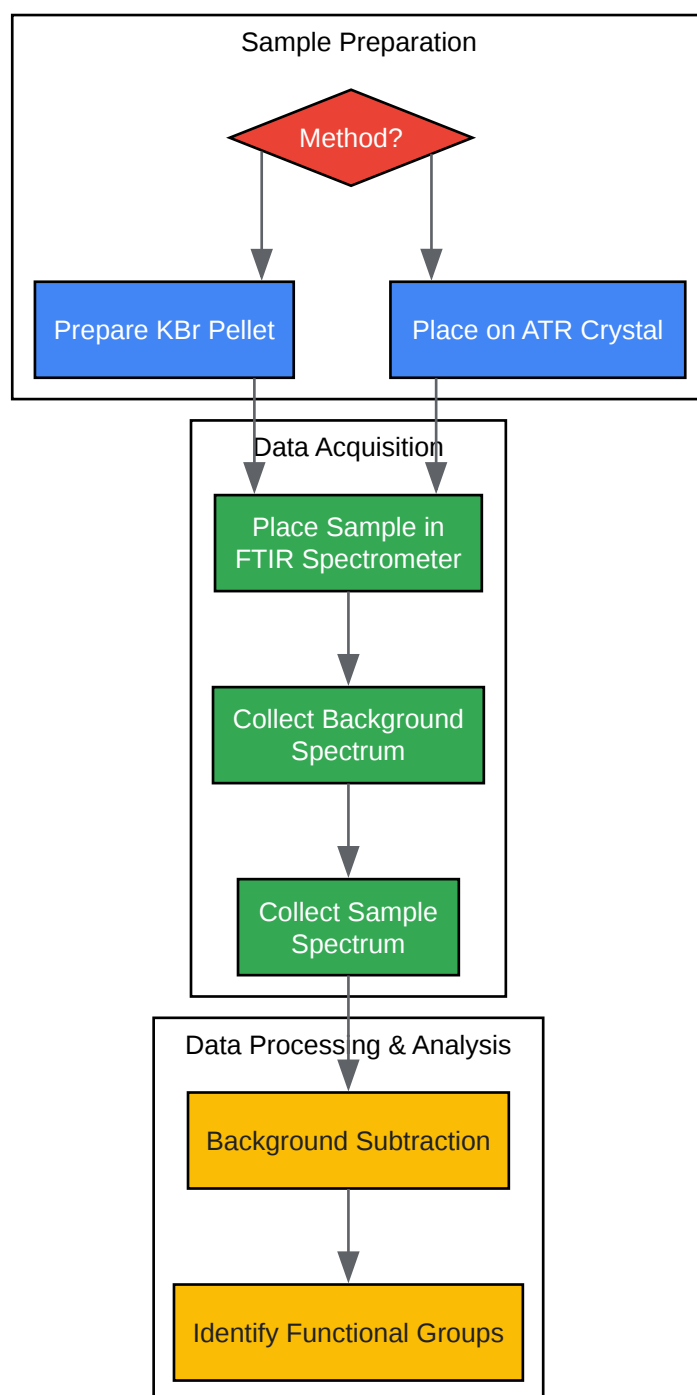 Sample Preparation
Method?
Prepare KBr Pellet
Place on ATR Crystal
Data Acquisition
Place Sample in
FTIR Spectrometer
Collect Background
Spectrum
Collect Sample
Spectrum
Data Processing & Analysis
Background Subtraction
Identify Functional Groups